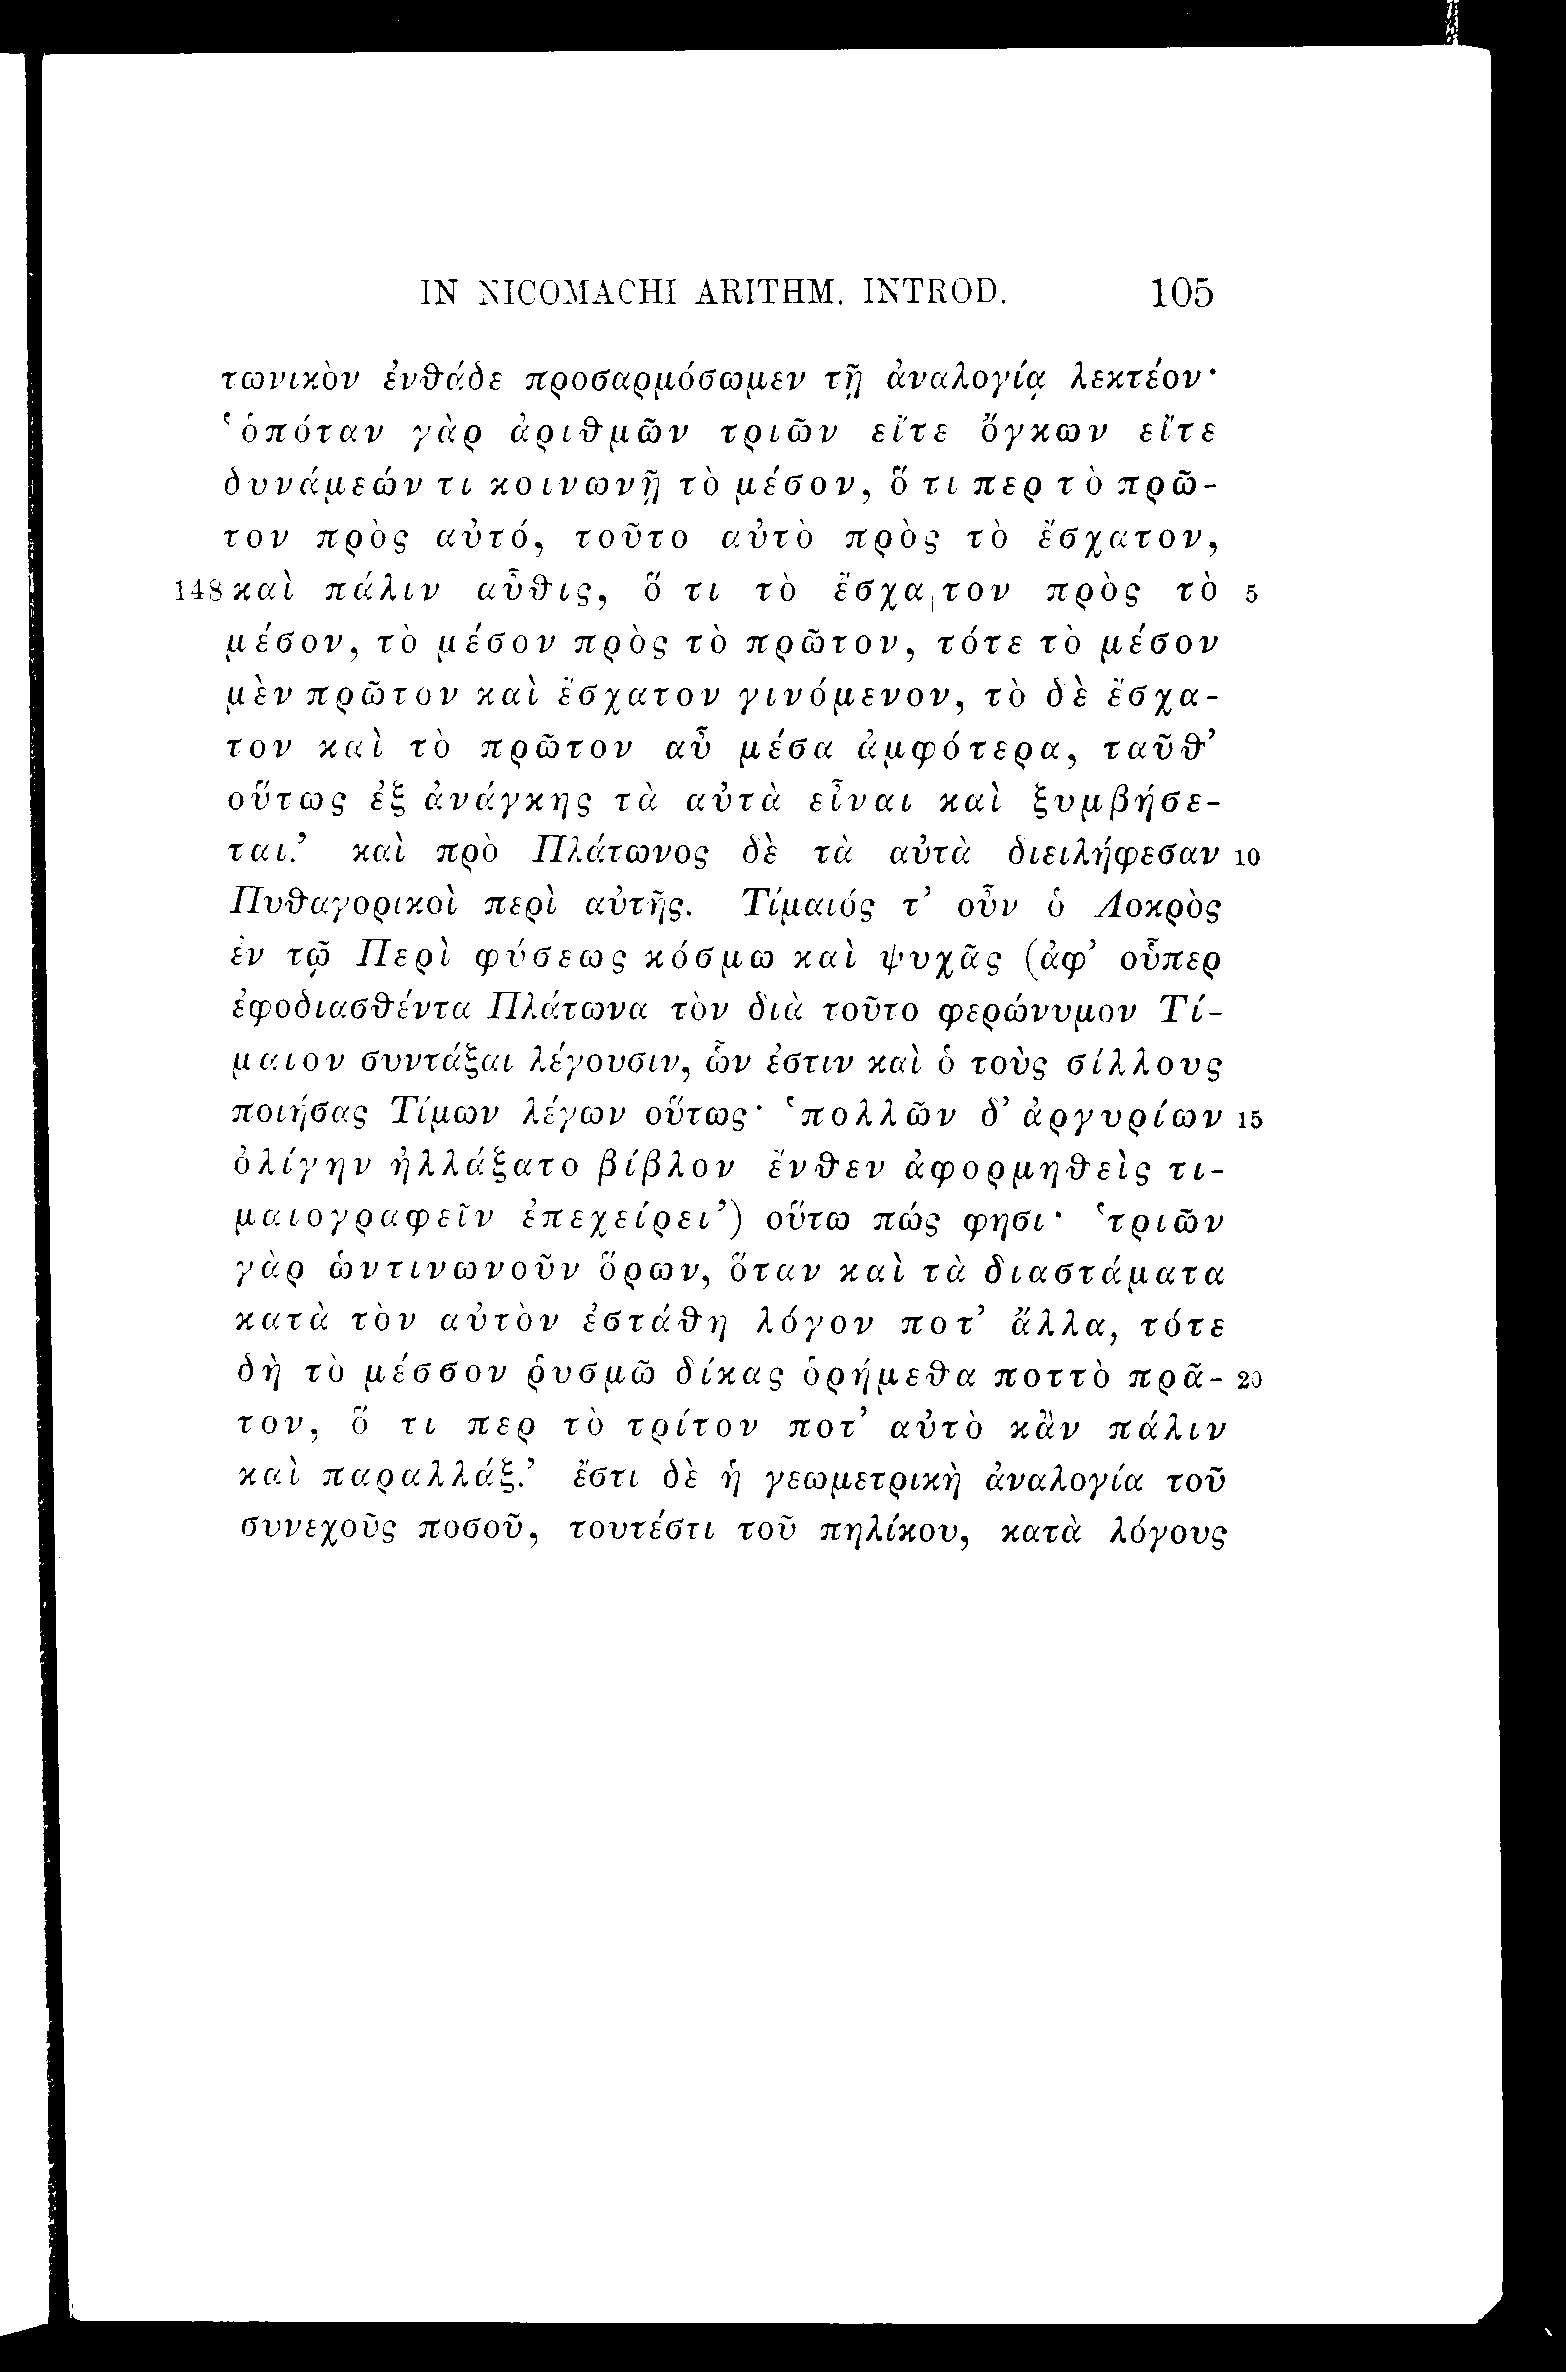 IN NICOMACHI ARITHM. INTROD. 105
τωνικὸν ἐνθάδε προσαρμόσωμεν τῇ ἀναλογίᾳ λεκτέον·
‘ὁπόταν γὰρ ἀριθμῶν τριῶν εἴτε ὄγκων εἴτε
δυνάμεών τι κοινωνῇ τὸ μέσον, ὅ τι περ τὸ πρῶ-
τον πρὸς αὐτό, τοῦτο αὐτὸ πρὸς τὸ ἔσχατον,
148 καὶ πάλιν αὖθις, ὅ τι τὸ ἔσχα|τον πρὸς τὸ 5
μέσον, τὸ μέσον πρὸς τὸ πρῶτον, τότε τὸ μέσον
μὲν πρῶτον καὶ ἔσχατον γινόμενον, τὸ δὲ ἔσχα-
τον καὶ τὸ πρῶτον αὖ μέσα ἀμφότερα, ταῦθ’
οὕτως ἐξ ἀνάγκης τὰ αὐτὰ εἶναι καὶ ξυμβήσε-
ται.’ καὶ πρὸ Πλάτωνος δὲ τὰ αὐτὰ διειλήφεσαν 10
Πυθαγορικοὶ περὶ αὐτῆς. Τίμαιός τ’ οὖν ὁ Λοκρὸς
ἐν τῷ Περὶ φύσεως κόσμω καὶ ψυχᾶς (ἀφ’ οὗπερ
ἐφοδιασθέντα Πλάτωνα τὸν διὰ τοῦτο φερώνυμον Τί-
μαιον συντάξαι λέγουσιν, ὧν ἐστιν καὶ ὁ τοὺς σίλλους
ποιήσας Τίμων λέγων οὕτως· ‘πολλῶν δ’ ἀργυρίων 15
ὀλίγην ἠλλάξατο βίβλον ἔνθεν ἀφορμηθεὶς τι-
μαιογραφεῖν ἐπεχείρει’) οὕτω πώς φησι· ‘τριῶν
γὰρ ὡντινωνοῦν ὅρων, ὅταν καὶ τὰ διαστάματα
κατὰ τὸν αὐτὸν ἐστάθη λόγον ποτ’ ἄλλα, τότε
δὴ τὸ μέσσον ῥυσμῶ δίκας ὁρήμεθα ποττὸ πρᾶ- 20
τον, ὅ τι περ τὸ τρίτον ποτ’ αὐτὸ κἂν πάλιν
καὶ παραλλάξ.’ ἔστι δὲ ἡ γεωμετρικὴ ἀναλογία τοῦ
συνεχοῦς ποσοῦ, τουτέστι τοῦ πηλίκου, κατὰ λόγους